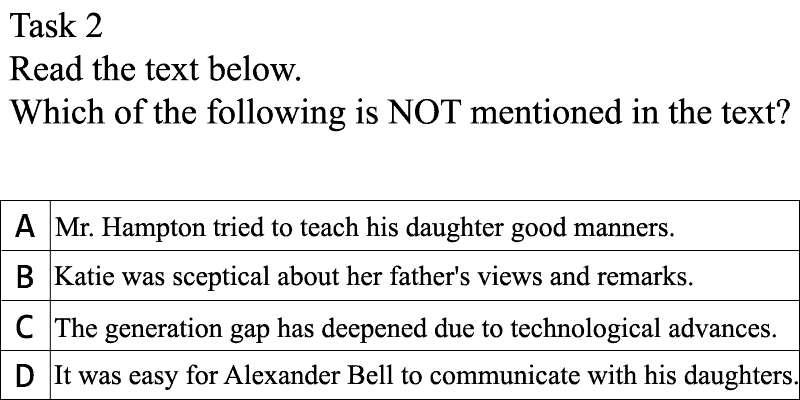 Task 2
Read the text below.
Which of the following is NOT mentioned in the text?
A Mr. Hampton tried to teach his daughter good manners.
B Katie was sceptical about her father's views and remarks.
C The generation gap has deepened due to technological advances.
D It was easy for Alexander Bell to communicate with his daughters.